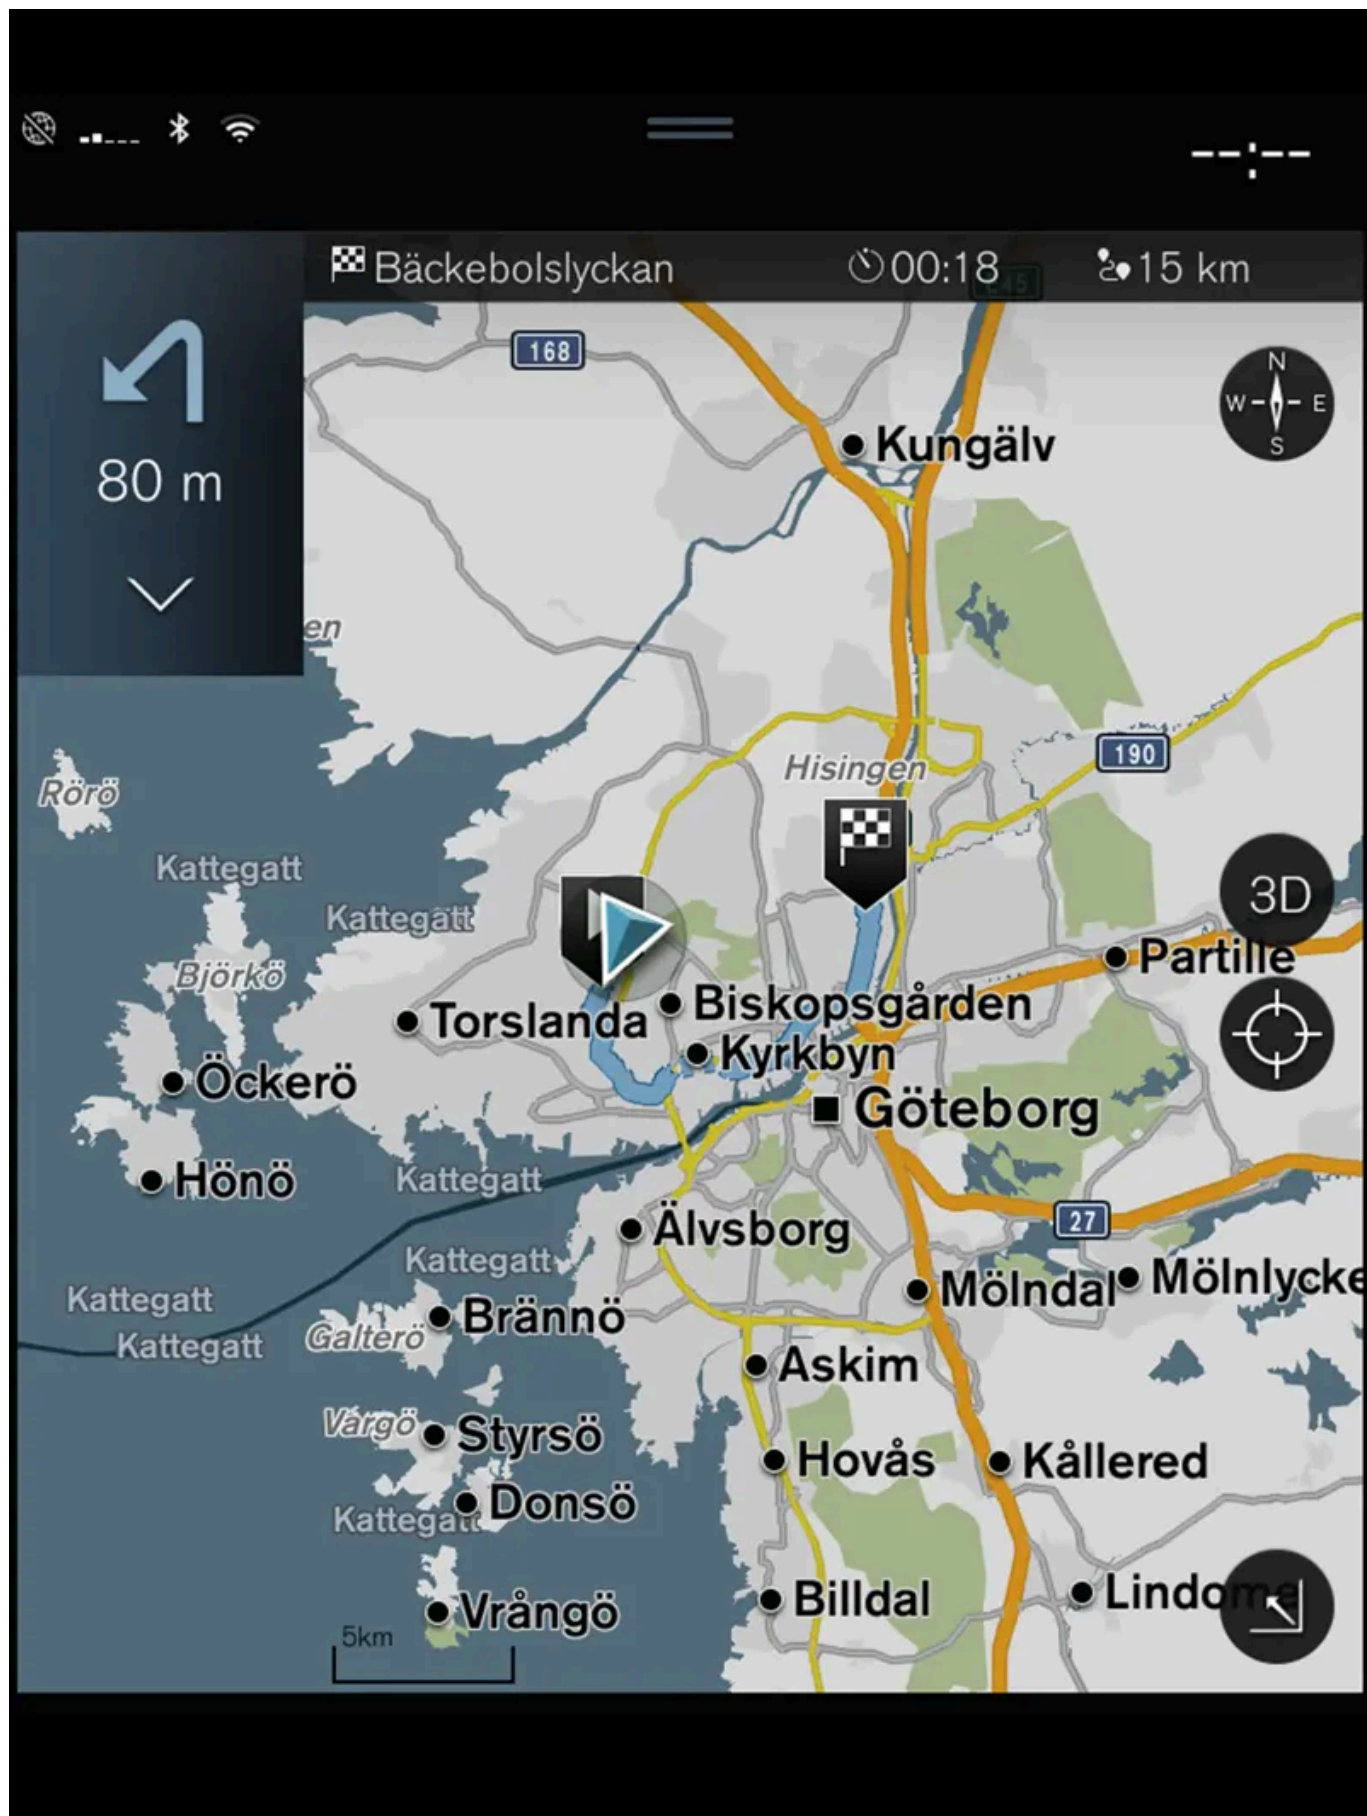 --:--
Bäckebolslyckan 00:18 15 km
E45
168
N
W E
S
Kungälv
80 m
en
190
Hisingen
Rörö
Kattegatt
Kattegatt
3D
Partille
Björkö
Biskopsgården
Torslanda
Kyrkbyn
Öckerö
Göteborg
Hönö
Kattegatt
27
Älvsborg
Kattegatt
Mölndal
Mölnlycke
Kattegatt
Brännö
Galterö
Kattegatt
Askim
Vargö
Styrsö
Hovås
Kållered
Donsö
Kattegatt
Billdal
Lindome
Vrångö
5km